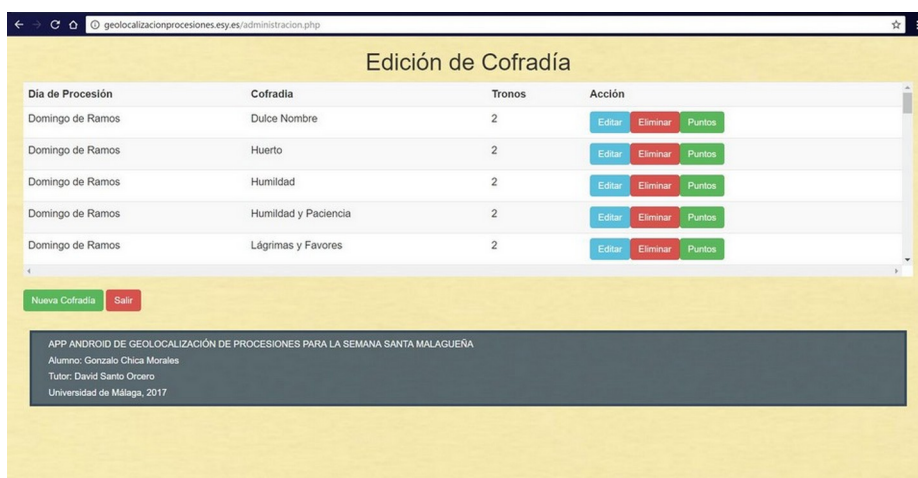 geolocalizacionprocesiones.esy.es/administracion.php
Edición de Cofradía
Dia de Procesión Cofradia Tronos Acción
Domingo de Ramos Dulce Nombre 2 Editar Eliminar Puntos
Domingo de Ramos Huerto 2 Editar Eliminar Puntos
Domingo de Ramos Humildad 2 Editar Eliminar Puntos
Domingo de Ramos Humildad y Paciencia 2 Editar Eliminar Puntos
Domingo de Ramos Lágrimas y Favores 2 Editar Eliminar Puntos
Nueva Cofradía Salir
APP ANDROID DE GEOLOCALIZACIÓN DE PROCESIONES PARA LA SEMANA SANTA MALAGUEÑA
Alumno: Gonzalo Chica Morales
Tutor: David Santo Orcero
Universidad de Málaga, 2017